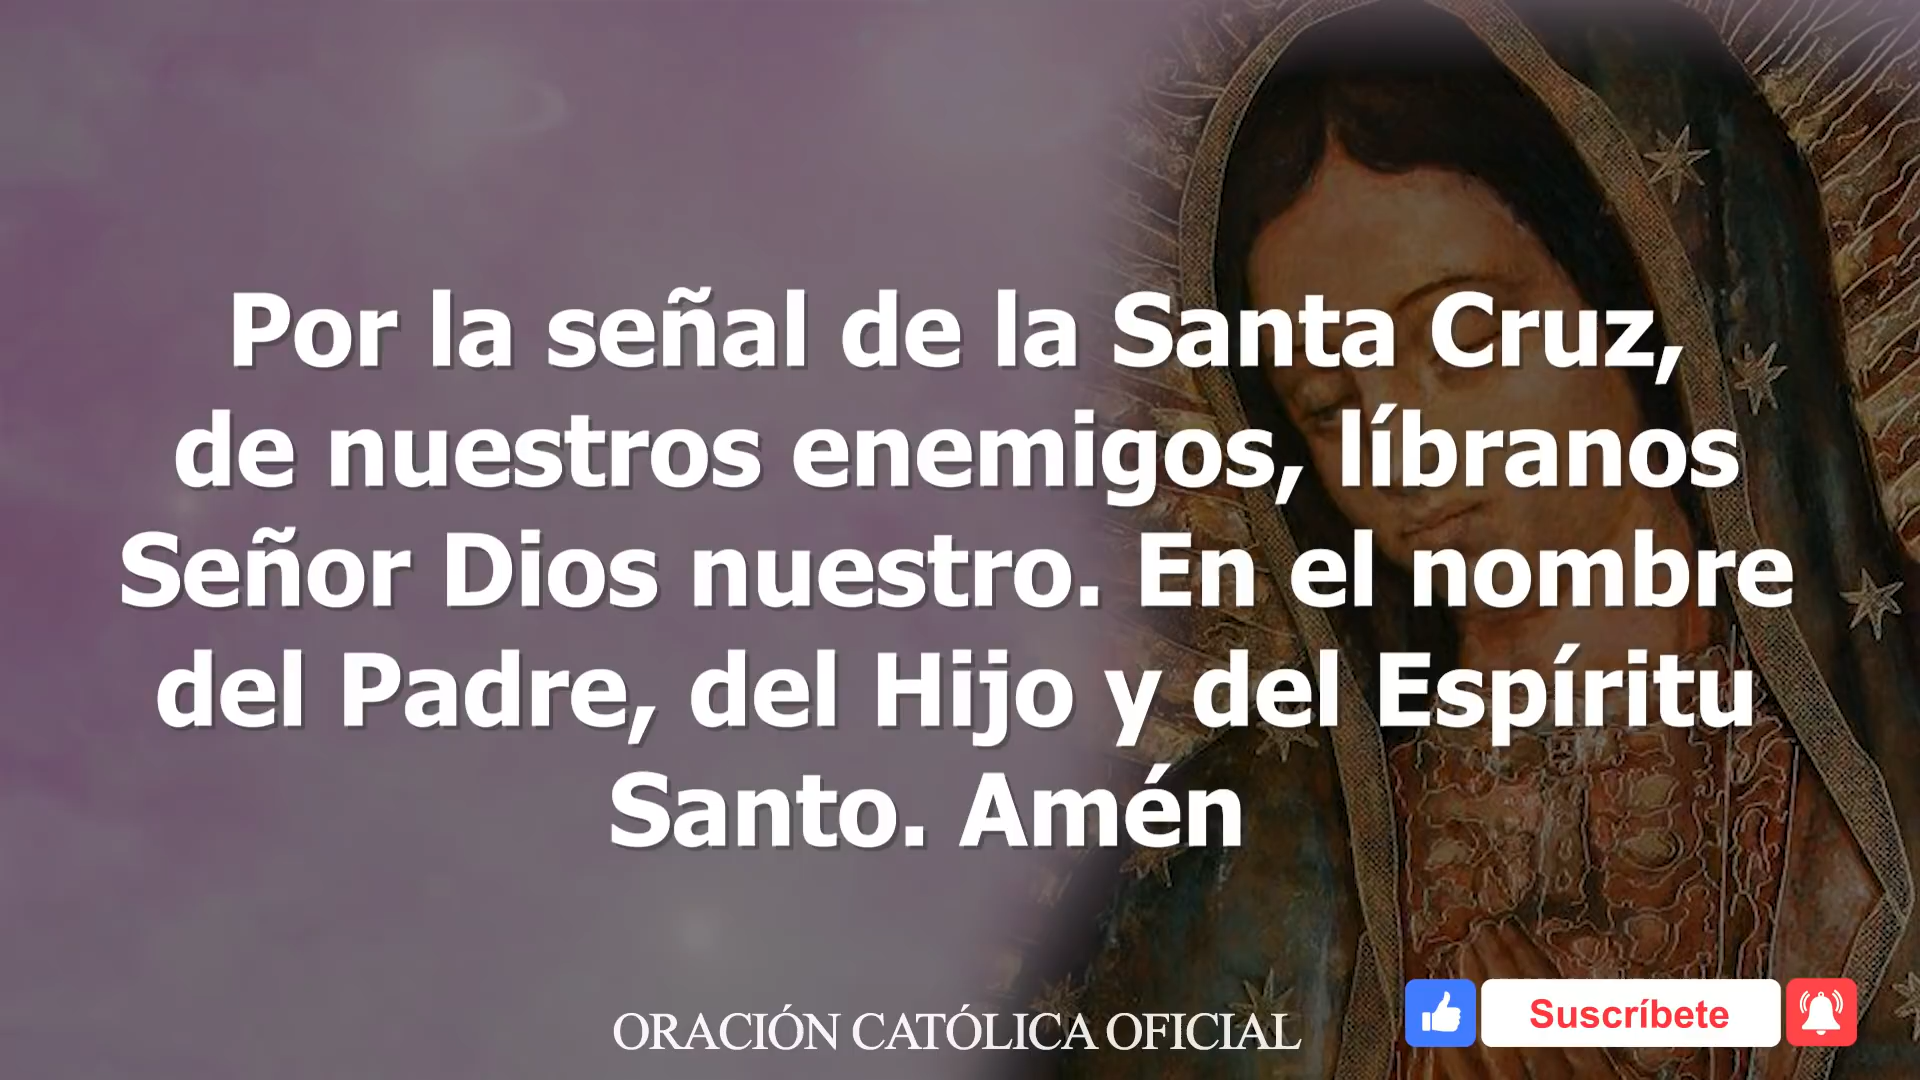 Por la señal de la Santa Cruz,
de nuestros enemigos, líbranos
Señor Dios nuestro. En el nombre
del Padre, del Hijo y del Espíritu
Santo. Amén
ORACIÓN CATÓLICA OFICIAL
Suscríbete